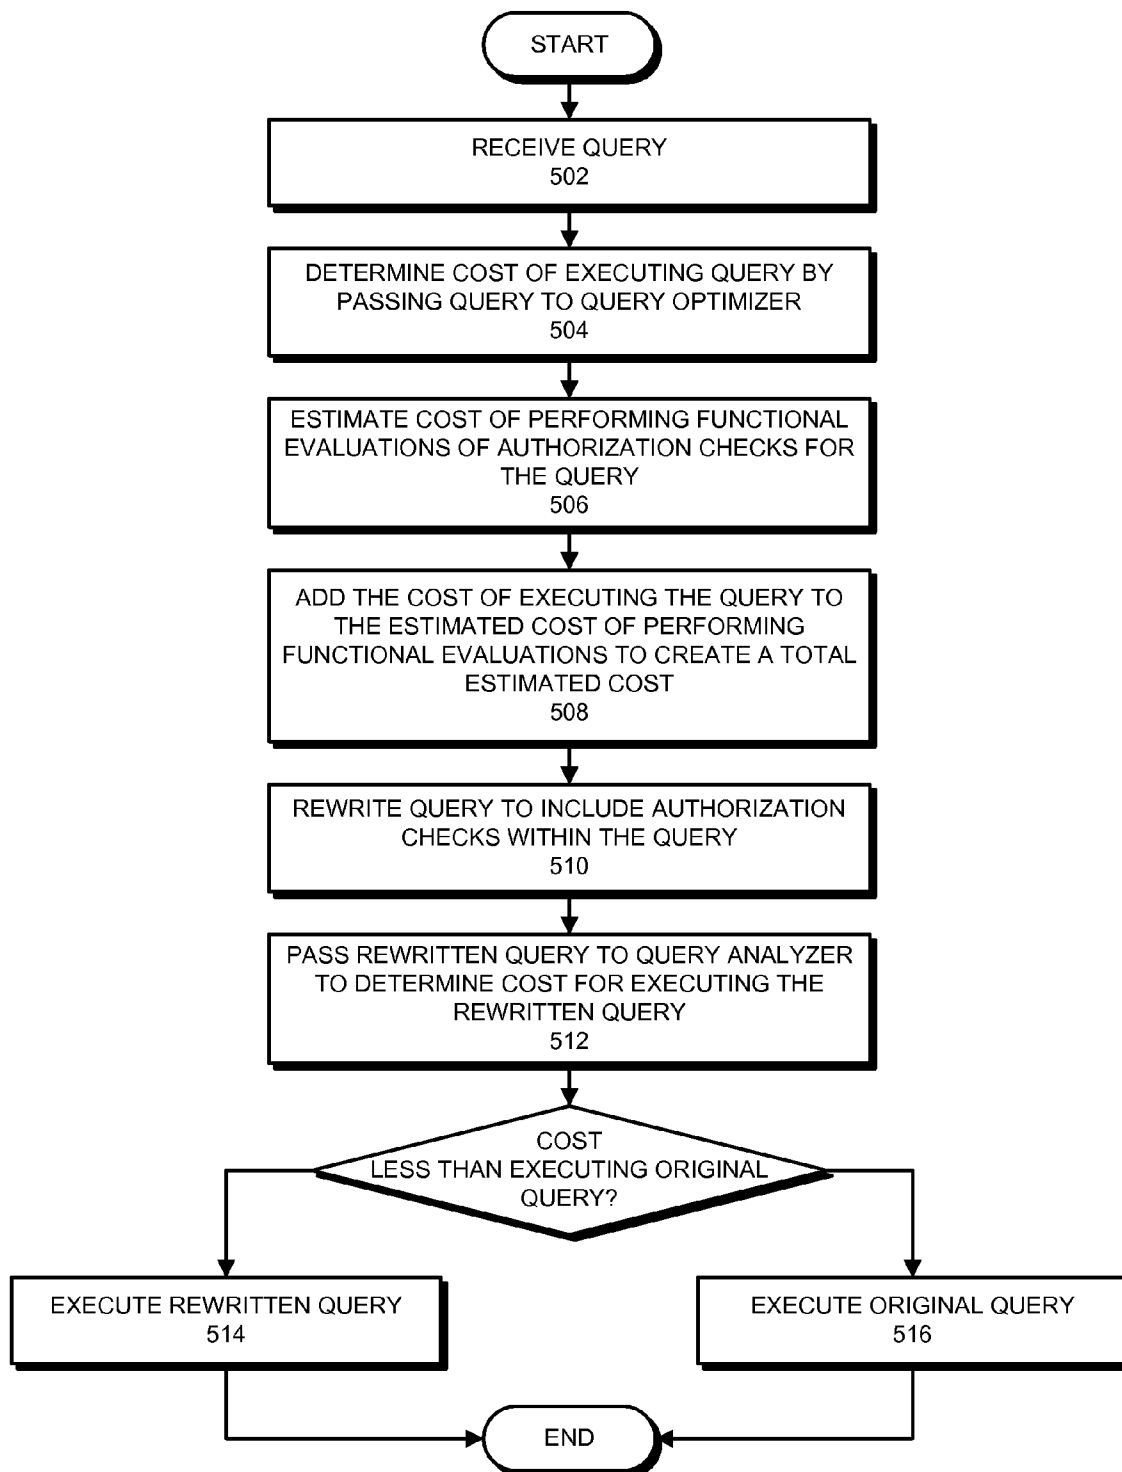 START
RECEIVE QUERY
502
DETERMINE COST OF EXECUTING QUERY BY
PASSING QUERY TO QUERY OPTIMIZER
504
ESTIMATE COST OF PERFORMING FUNCTIONAL
EVALUATIONS OF AUTHORIZATION CHECKS FOR
THE QUERY
506
ADD THE COST OF EXECUTING THE QUERY TO
THE ESTIMATED COST OF PERFORMING
FUNCTIONAL EVALUATIONS TO CREATE A TOTAL
ESTIMATED COST
508
REWRITE QUERY TO INCLUDE AUTHORIZATION
CHECKS WITHIN THE QUERY
510
PASS REWRITTEN QUERY TO QUERY ANALYZER
TO DETERMINE COST FOR EXECUTING THE
REWRITTEN QUERY
512
COST
LESS THAN EXECUTING ORIGINAL
QUERY?
EXECUTE REWRITTEN QUERY
514
EXECUTE ORIGINAL QUERY
516
END